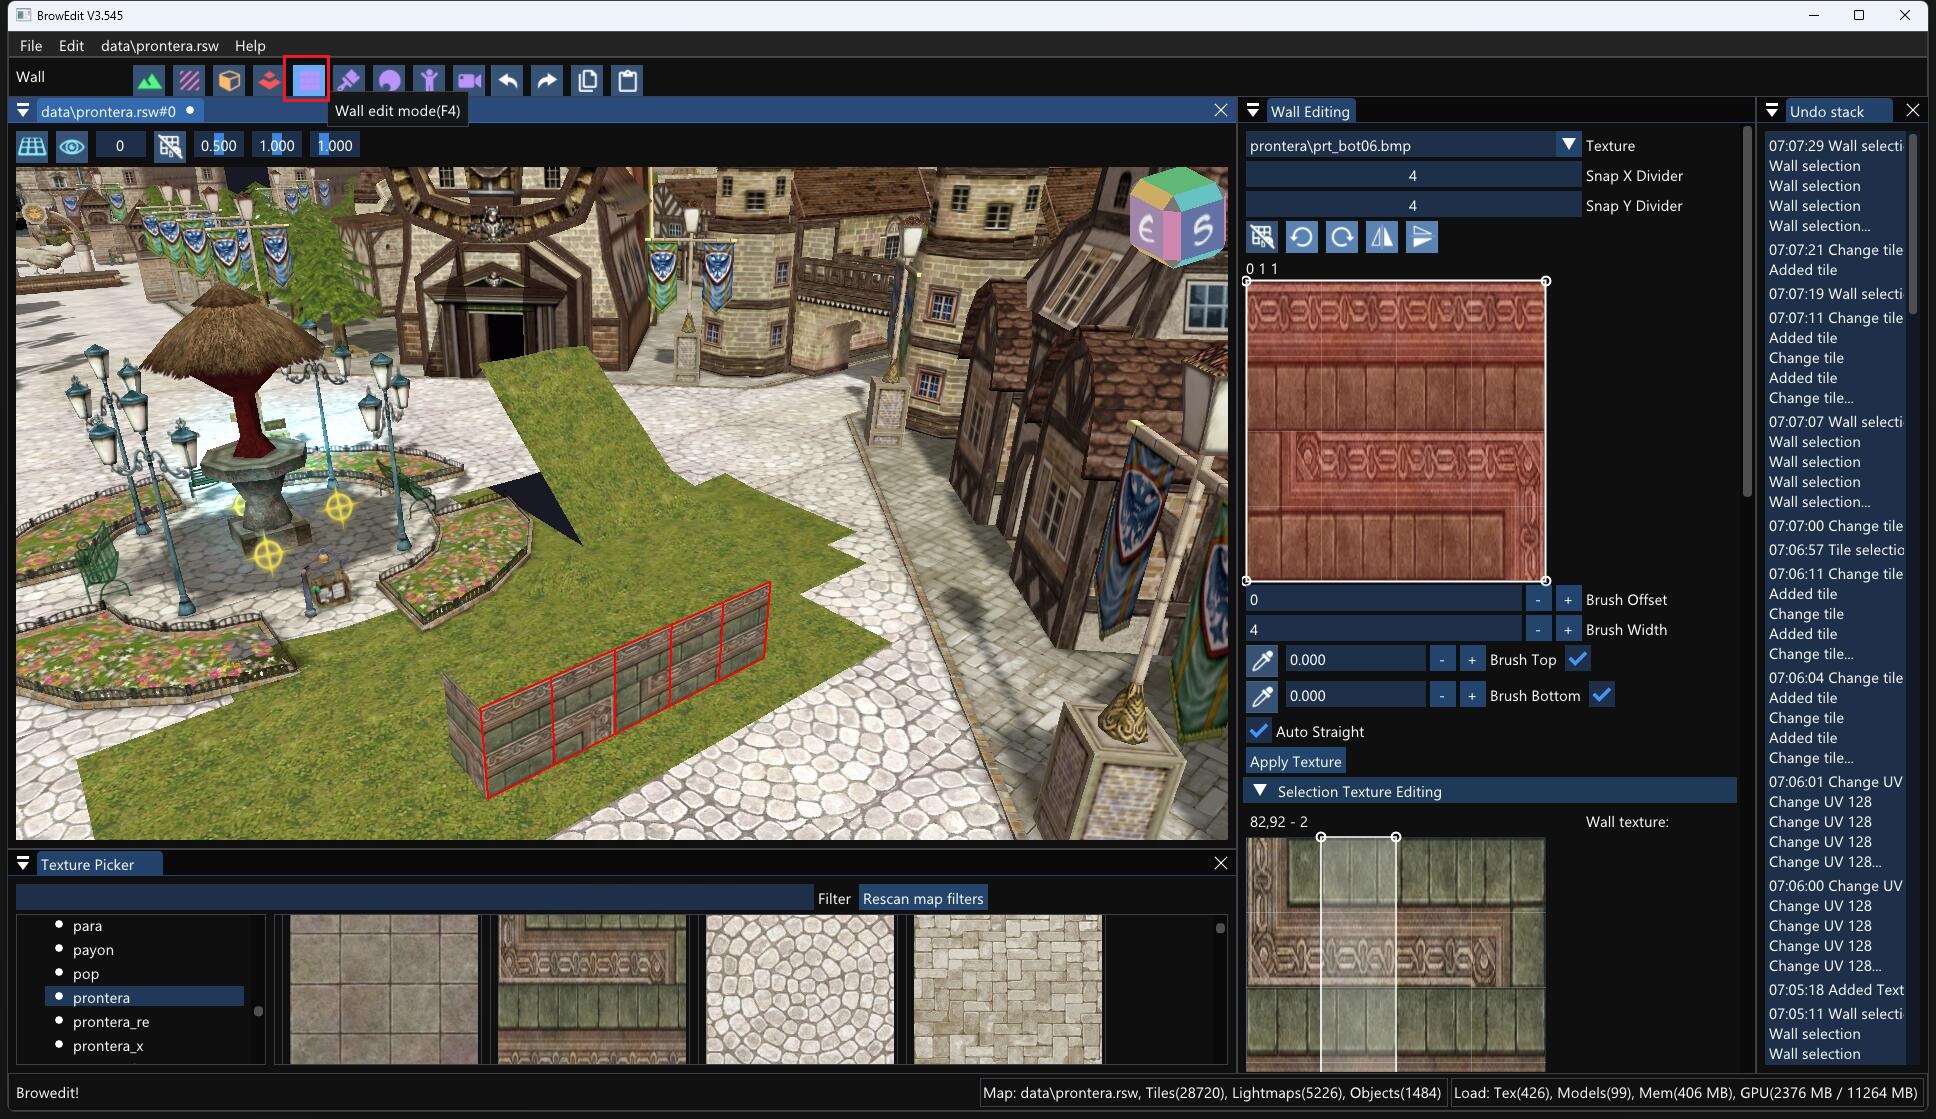 BrowEdit V3.545
File Edit data\prontera.rsw Help
Wall
Wall edit mode(F4)
data\prontera.rsw#0
0 0.500 1.000 1.000
E S
Wall Editing
prontera\prt_bot06.bmp Texture
4 Snap X Divider
4 Snap Y Divider
0 1 1
0 - + Brush Offset
4 - + Brush Width
0.000 - + Brush Top
0.000 - + Brush Bottom
Auto Straight
Apply Texture
Selection Texture Editing
82,92 - 2 Wall texture:
Undo stack
07:07:29 Wall selecti
Wall selection
Wall selection
Wall selection
Wall selection...
07:07:21 Change tile
Added tile
07:07:19 Wall selecti
07:07:11 Change tile
Added tile
Change tile
Added tile
Change tile...
07:07:07 Wall selecti
Wall selection
Wall selection
Wall selection
Wall selection...
07:07:00 Change tile
07:06:57 Tile selectio
07:06:11 Change tile
Added tile
Change tile
Added tile
Change tile...
07:06:04 Change tile
Added tile
Change tile
Added tile
Change tile...
07:06:01 Change UV
Change UV 128
Change UV 128
Change UV 128
Change UV 128...
07:06:00 Change UV
Change UV 128
Change UV 128
Change UV 128
Change UV 128...
07:05:18 Added Text
07:05:11 Wall selecti
Wall selection
Wall selection
Texture Picker
Filter Rescan map filters
para
payon
pop
prontera
prontera_re
prontera_x
Browedit!
Map: data\prontera.rsw, Tiles(28720), Lightmaps(5226), Objects(1484)
Load: Tex(426), Models(99), Mem(406 MB), GPU(2376 MB / 11264 MB)